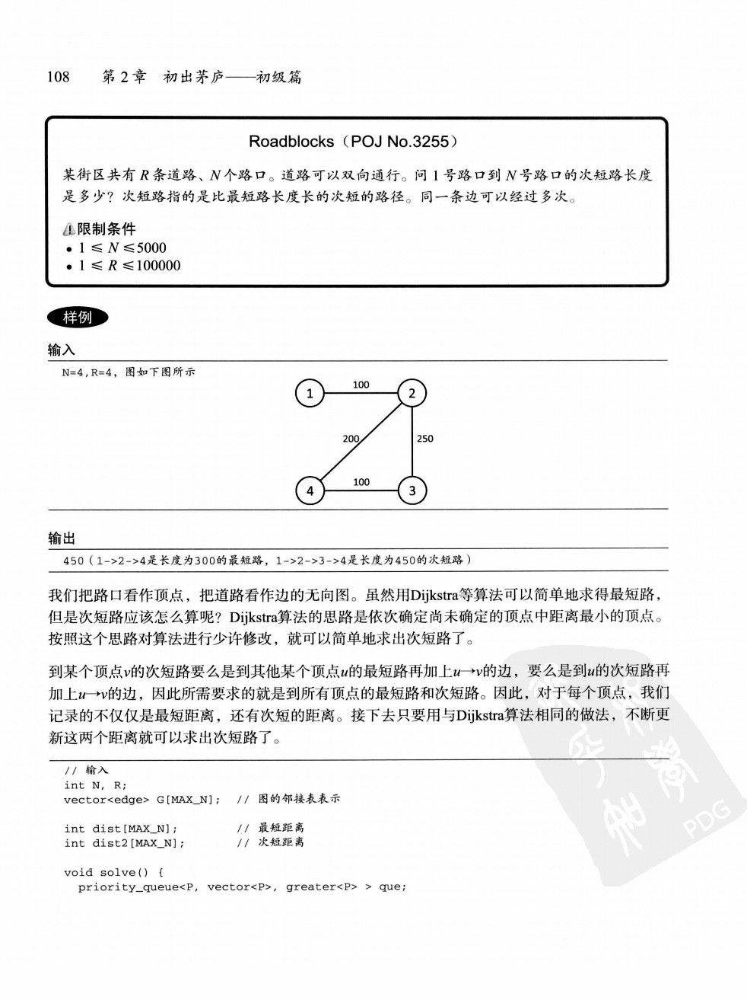 108 第2章 初出茅庐——初级篇
Roadblocks（POJ No.3255）
某街区共有R条道路、N个路口。道路可以双向通行。问1号路口到N号路口的次短路长度
是多少？次短路指的是比最短路长度长的次短的路径。同一条边可以经过多次。
限制条件
• 1 ≤ N ≤5000
• 1 ≤ R ≤100000
样例
输入
N=4,R=4，图如下图所示
1
100
2
200
250
4
100
3
输出
450（1->2->4是长度为300的最短路，1->2->3->4是长度为450的次短路）
我们把路口看作顶点，把道路看作边的无向图。虽然用Dijkstra等算法可以简单地求得最短路，
但是次短路应该怎么算呢？Dijkstra算法的思路是依次确定尚未确定的顶点中距离最小的顶点。
按照这个思路对算法进行少许修改，就可以简单地求出次短路了。
到某个顶点v的次短路要么是到其他某个顶点u的最短路再加上u→v的边，要么是到u的次短路再
加上u→v的边，因此所需要求的就是到所有顶点的最短路和次短路。因此，对于每个顶点，我们
记录的不仅仅是最短距离，还有次短的距离。接下去只要用与Dijkstra算法相同的做法，不断更
新这两个距离就可以求出次短路了。
// 输入
int N, R;
vector<edge> G[MAX_N]; // 图的邻接表表示
int dist[MAX_N]; // 最短距离
int dist2[MAX_N]; // 次短距离
void solve() {
priority_queue<P, vector<P>, greater<P> > que;
PDG